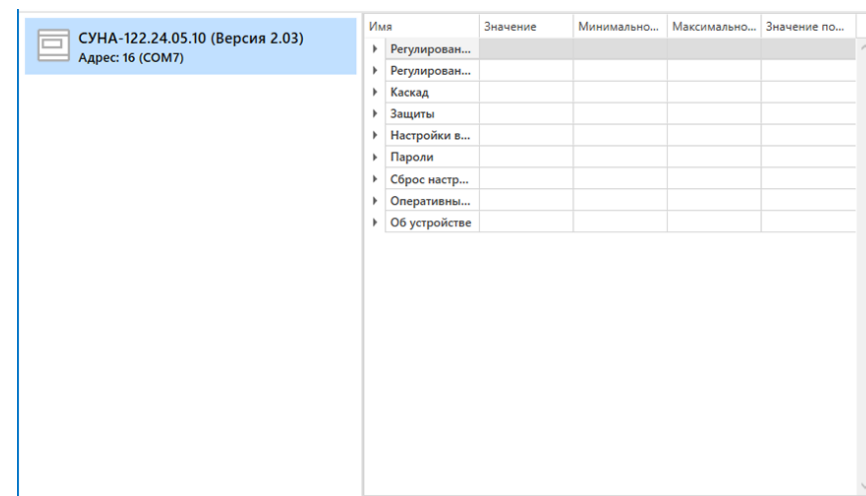 СУНА-122.24.05.10 (Версия 2.03)
Адрес: 16 (COM7)
Имя Значение Минимально... Максимально... Значение по...
Регулирован...
Регулирован...
Каскад
Защиты
Настройки в...
Пароли
Сброс настр...
Оперативны...
Об устройстве